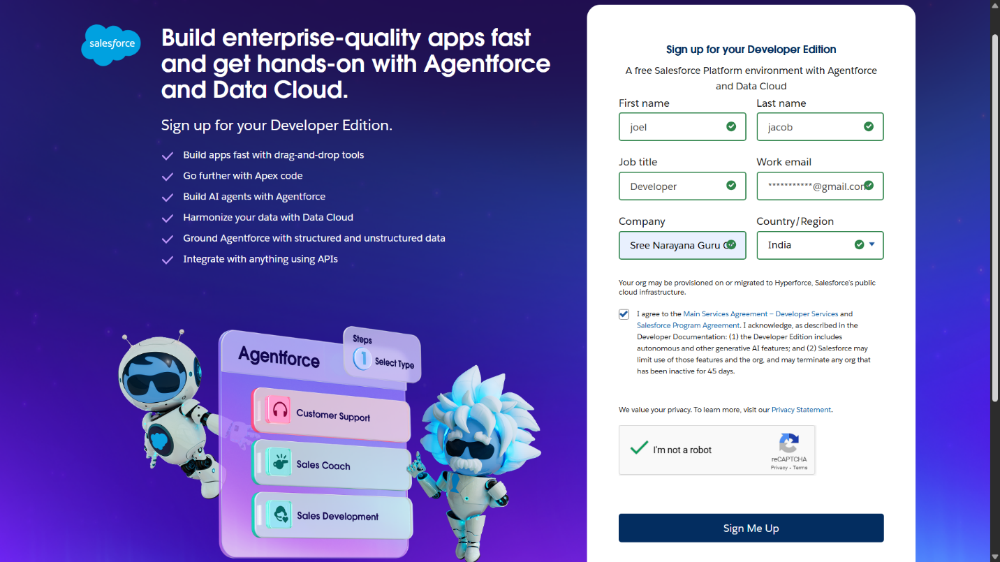 salesforce
Build enterprise-quality apps fast
and get hands-on with Agentforce
and Data Cloud.
Sign up for your Developer Edition.
Build apps fast with drag-and-drop tools
Go further with Apex code
Build AI agents with Agentforce
Harmonize your data with Data Cloud
Ground Agentforce with structured and unstructured data
Integrate with anything using APIs
Agentforce
Steps
1 Select Type
Customer Support
Sales Coach
Sales Development
Sign up for your Developer Edition
A free Salesforce Platform environment with Agentforce
and Data Cloud
First name Last name
joel jacob
Job title Work email
Developer ***********@gmail.com
Company Country/Region
Sree Narayana Guru India
Your org may be provisioned on or migrated to Hyperforce, Salesforce's public
cloud infrastructure.
I agree to the Main Services Agreement – Developer Services and
Salesforce Program Agreement. I acknowledge, as described in the
Developer Documentation: (1) the Developer Edition includes
autonomous and other generative AI features; and (2) Salesforce may
limit use of those features and the org, and may terminate any org that
has been inactive for 45 days.
We value your privacy. To learn more, visit our Privacy Statement.
I'm not a robot
reCAPTCHA
Privacy - Terms
Sign Me Up